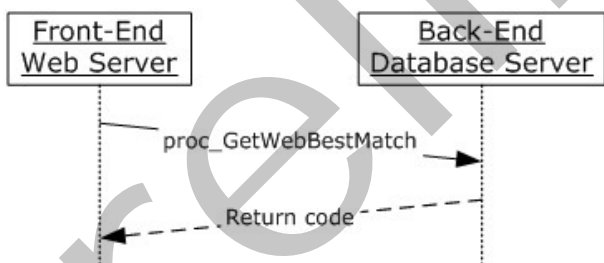 Front-End
Web Server
Back-End
Database Server
proc_GetWebBestMatch
Return code